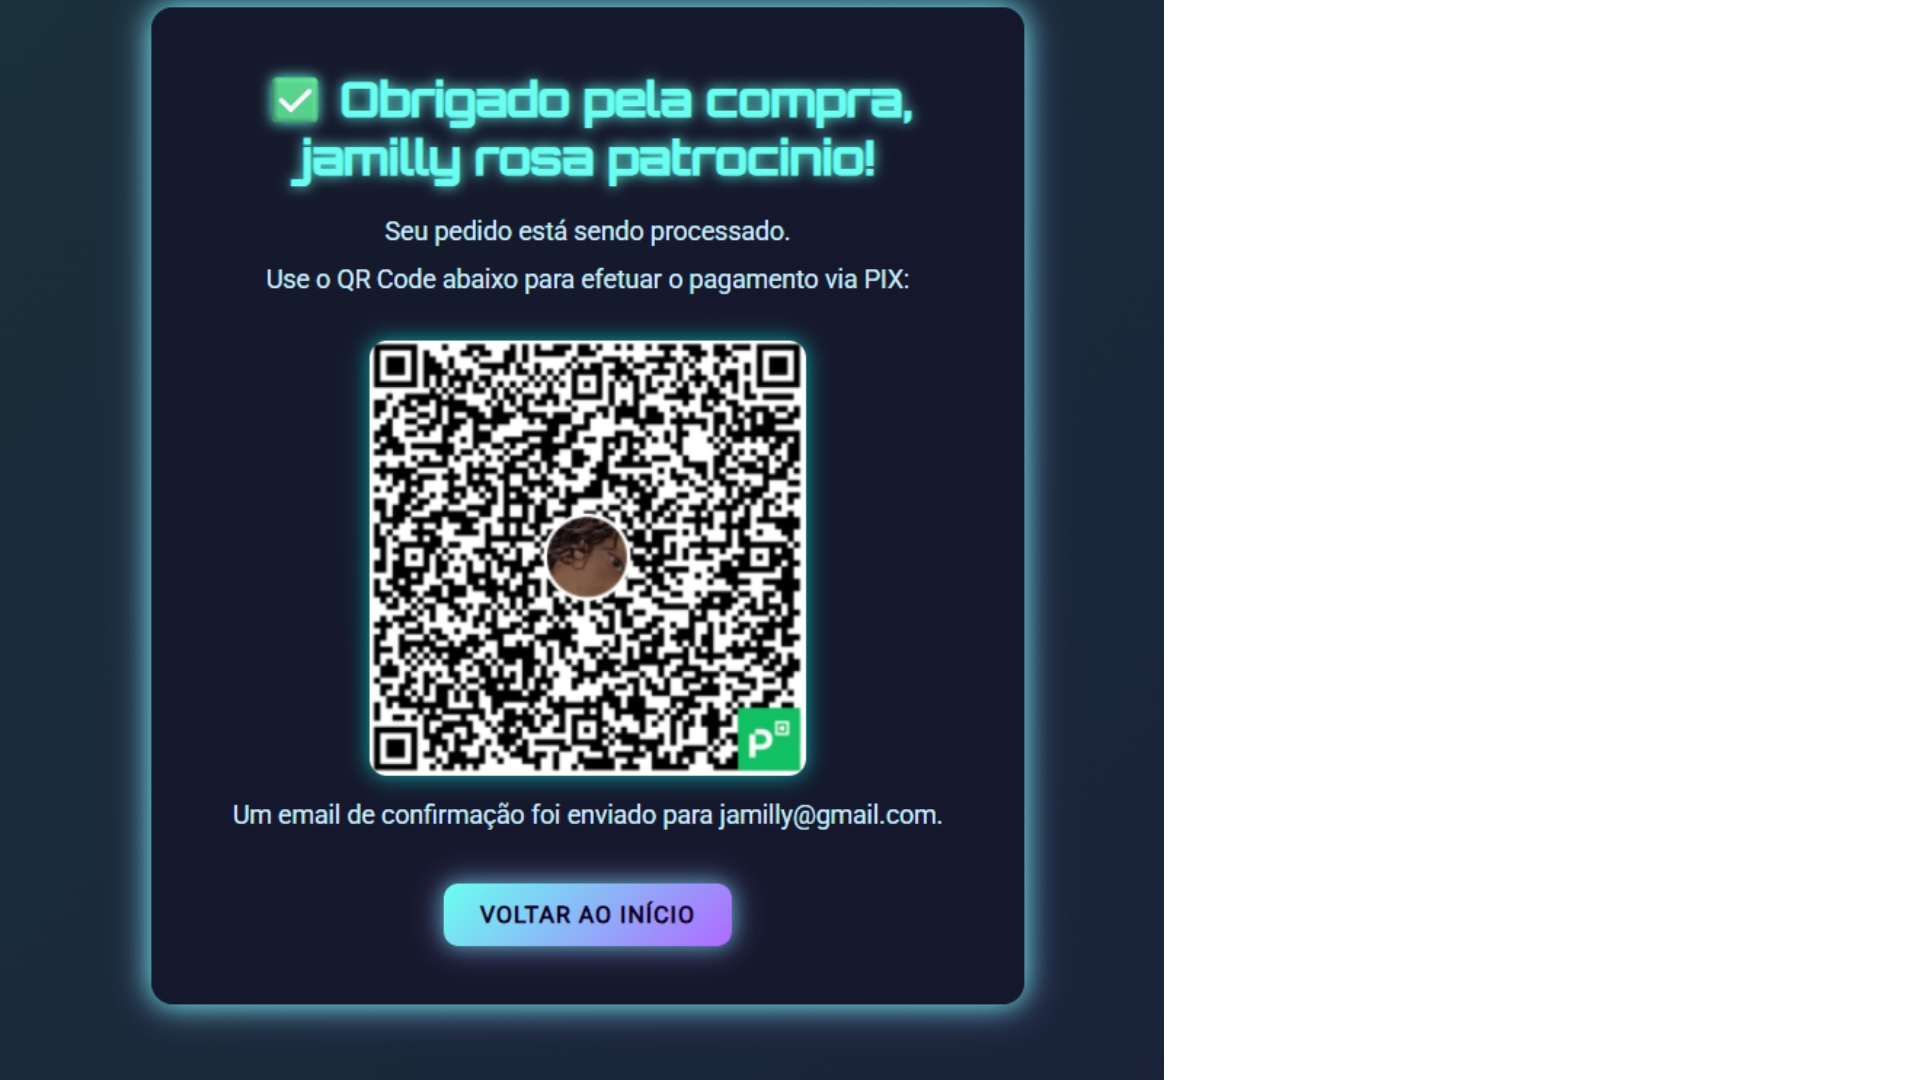 ✅ Obrigado pela compra,
jamilly rosa patrocinio!
Seu pedido está sendo processado.
Use o QR Code abaixo para efetuar o pagamento via PIX:
P
Um email de confirmação foi enviado para jamilly@gmail.com.
VOLTAR AO INÍCIO